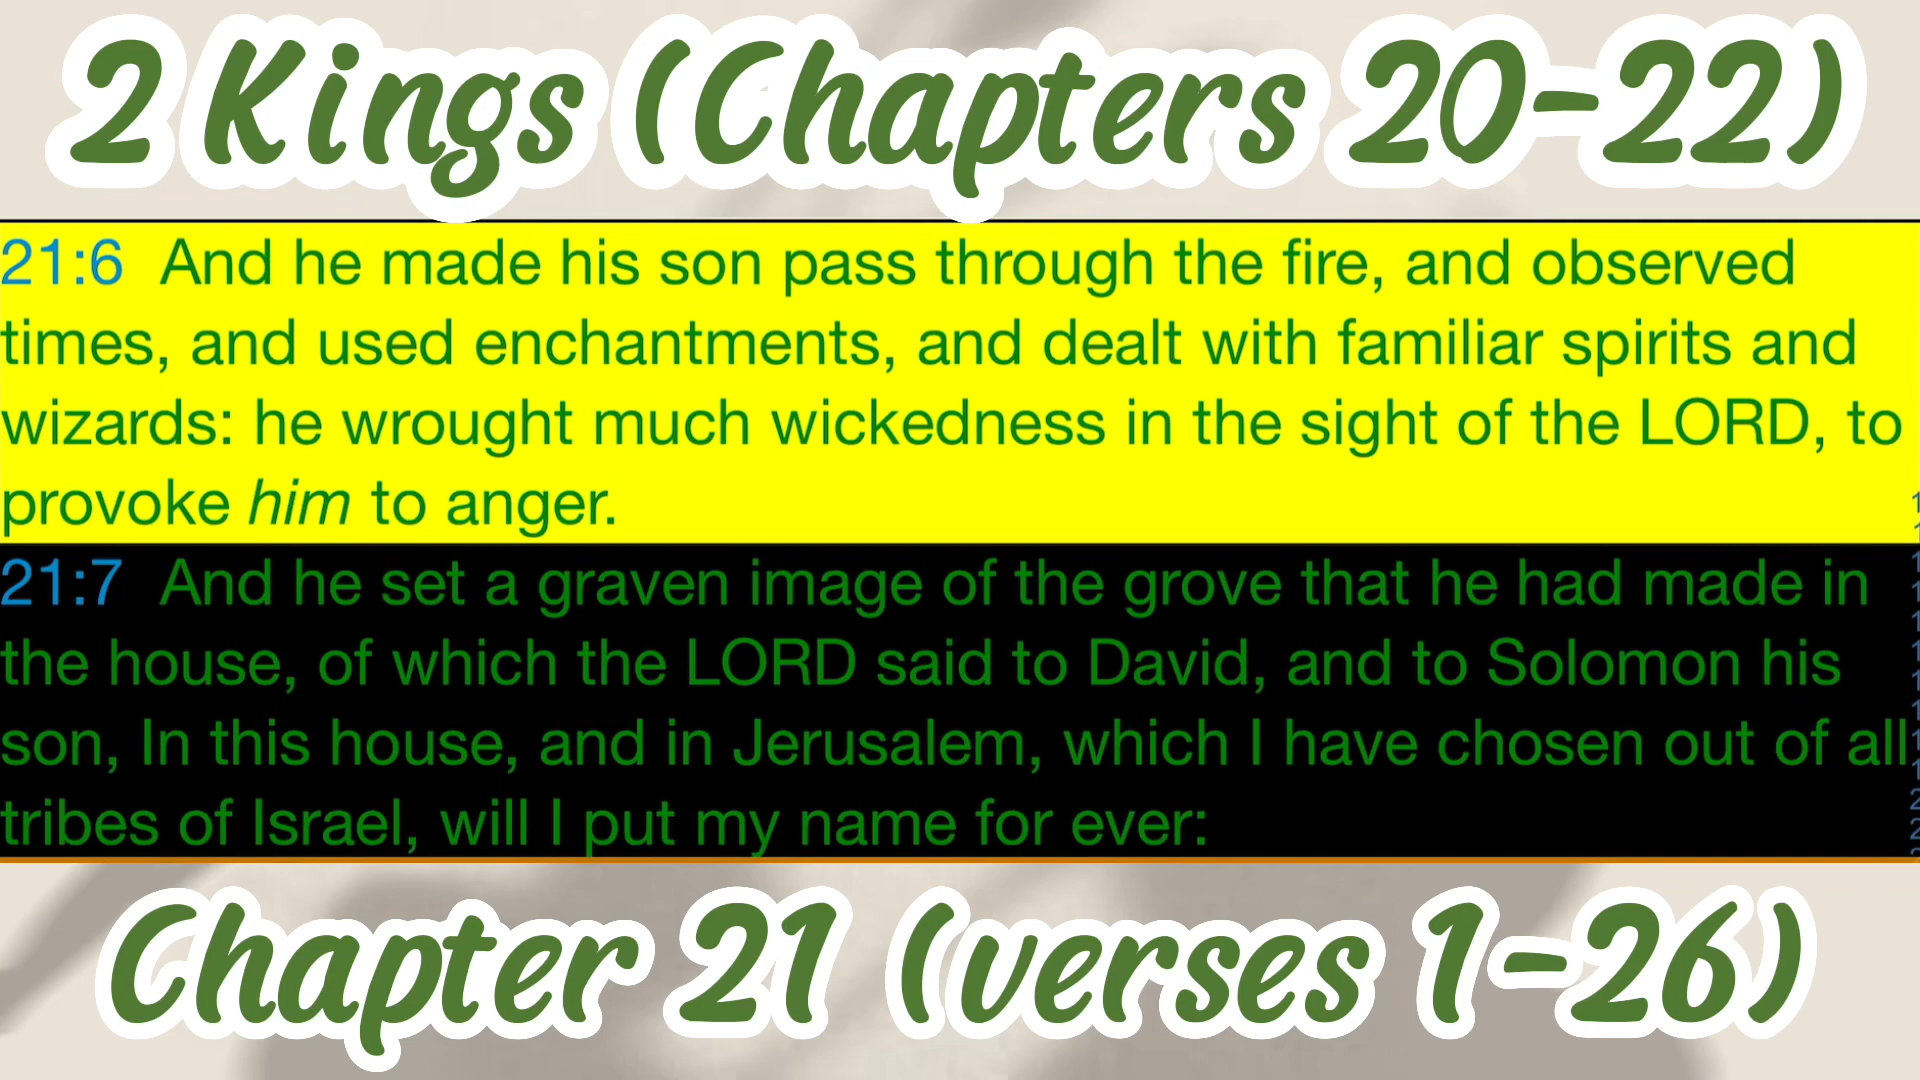 2 Kings (Chapters 20-22)
21:6 And he made his son pass through the fire, and observed
times, and used enchantments, and dealt with familiar spirits and
wizards: he wrought much wickedness in the sight of the LORD, to
provoke him to anger.
21:7 And he set a graven image of the grove that he had made in
the house, of which the LORD said to David, and to Solomon his
son, In this house, and in Jerusalem, which I have chosen out of all
tribes of Israel, will I put my name for ever:
Chapter 21 (verses 1-26)